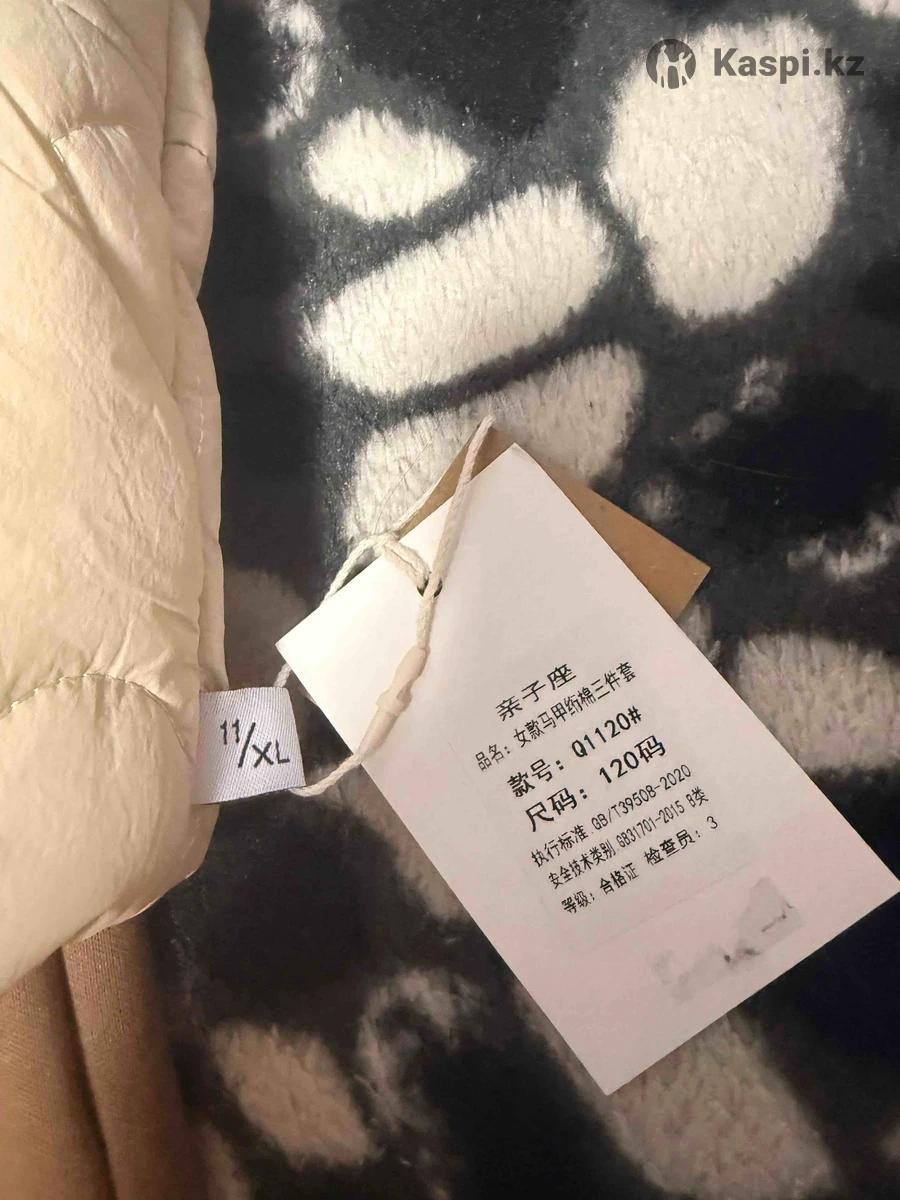 Kaspi.kz
亲子座
品名：女款马甲绗棉三件套
款号：Q1120#
尺码：120码
执行标准 GB/T39508-2020
安全技术类别 GB31701-2015 B类
等级：合格证 检查员：3
11/XL